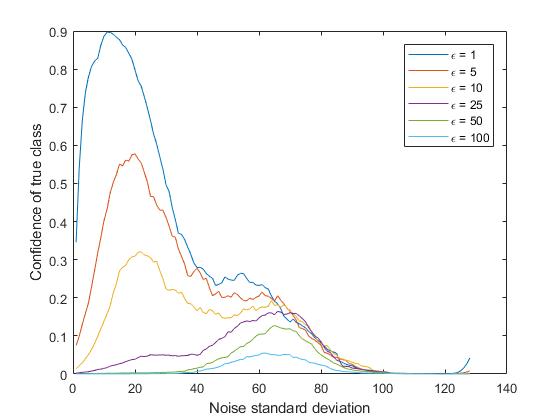 0.9
0.8
0.7
0.6
0.5
0.4
0.3
0.2
0.1
0
Confidence of true class
0 20 40 60 80 100 120 140
Noise standard deviation
ϵ = 1
ϵ = 5
ϵ = 10
ϵ = 25
ϵ = 50
ϵ = 100